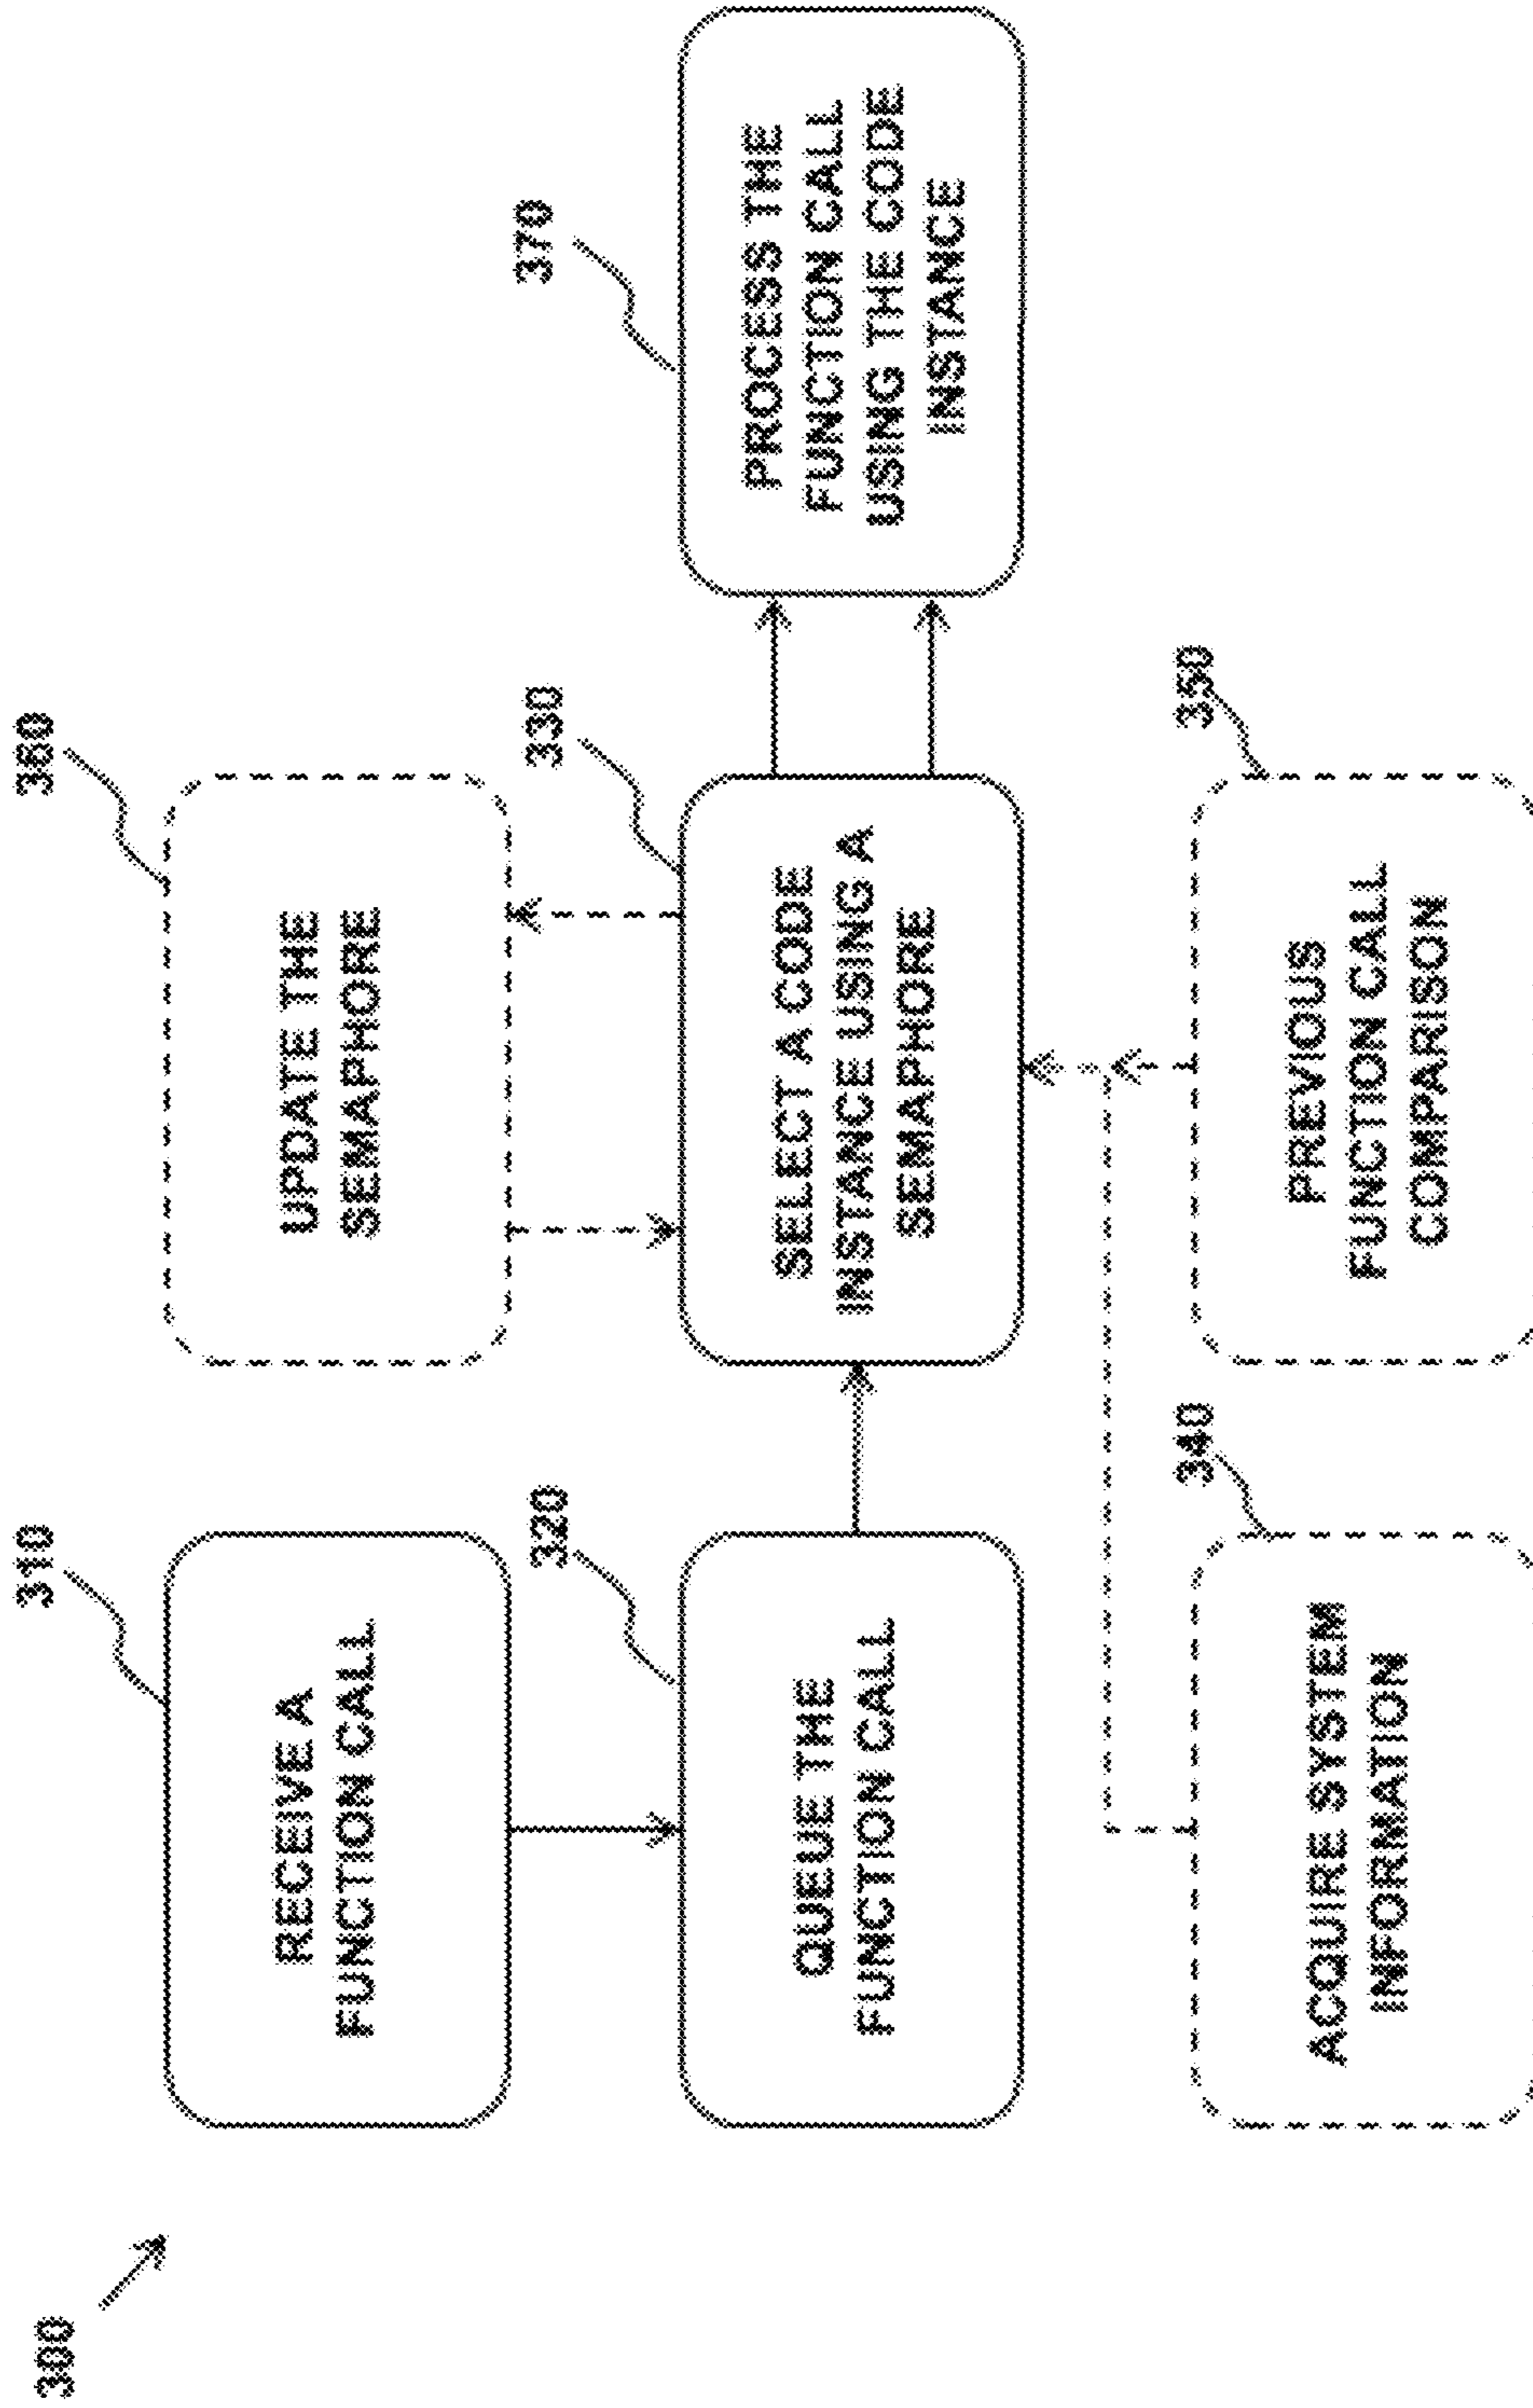 300
310
RECEIVE A
FUNCTION CALL
320
QUEUE THE
FUNCTION CALL
340
ACQUIRE SYSTEM
INFORMATION
360
UPDATE THE
SEMAPHORE
330
SELECT A CODE
INSTANCE USING A
SEMAPHORE
350
PREVIOUS
FUNCTION CALL
COMPARISON
370
PROCESS THE
FUNCTION CALL
USING THE CODE
INSTANCE